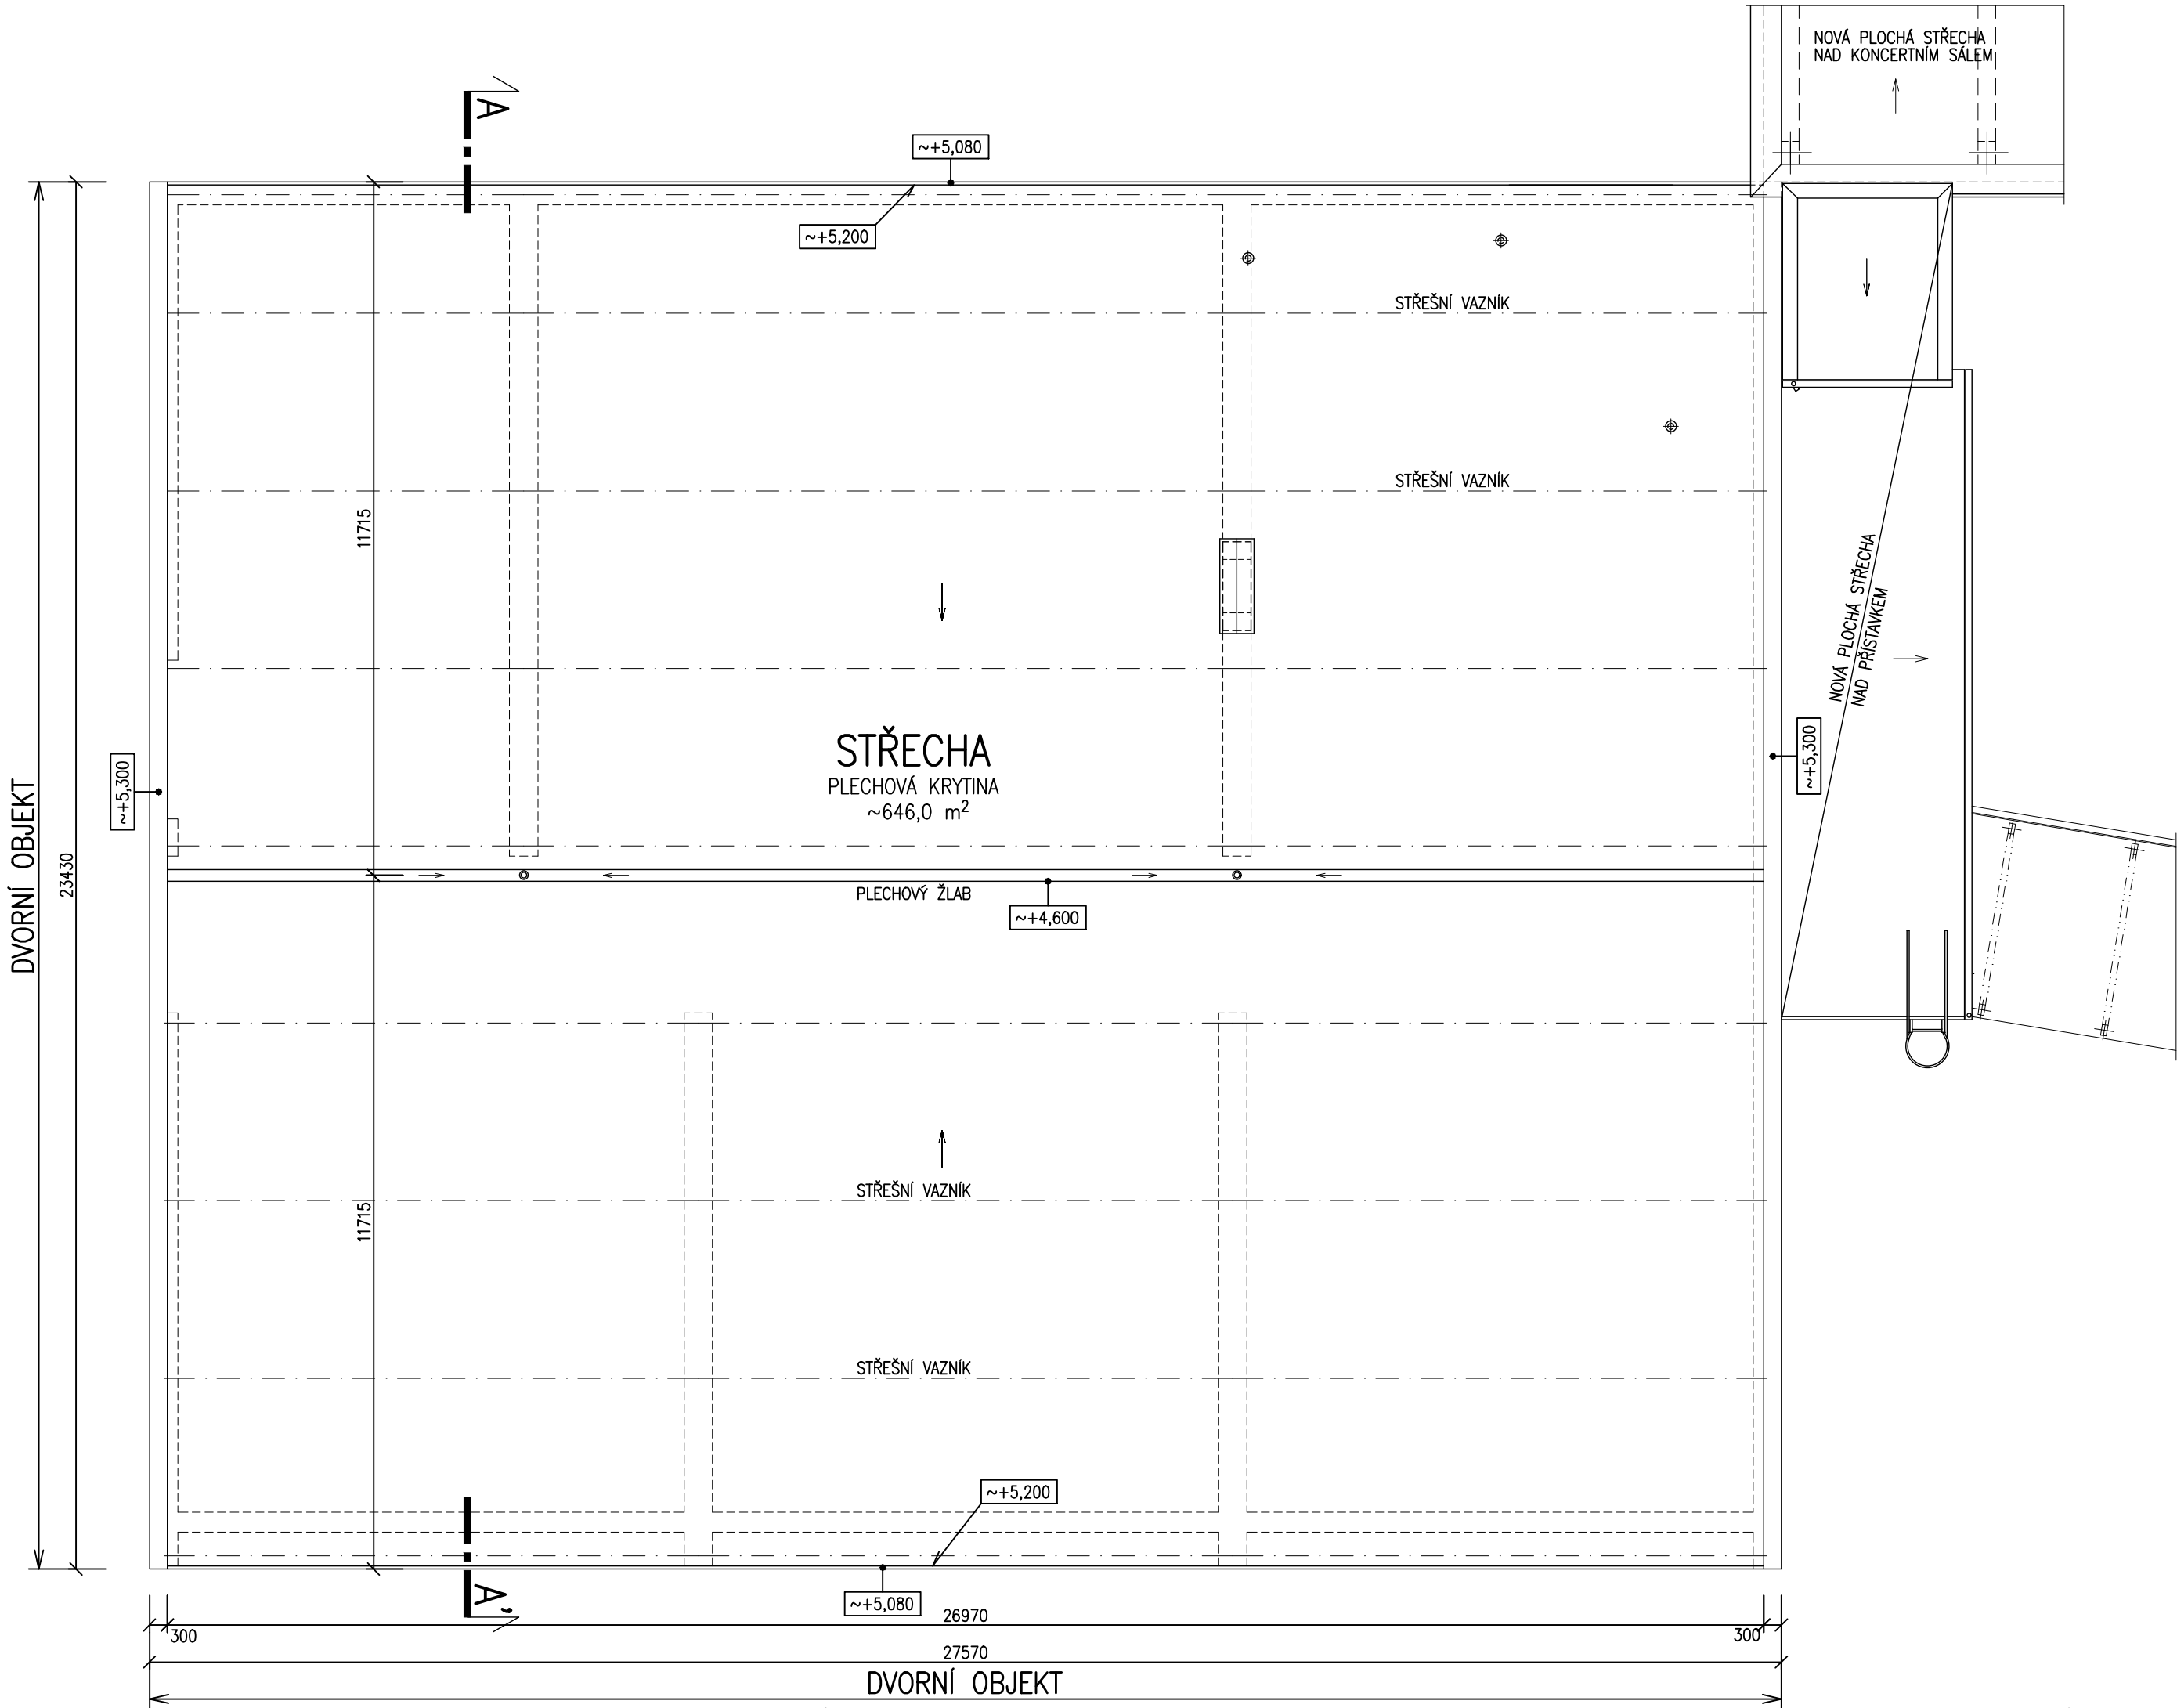 NOVÁ PLOCHÁ STŘECHA
NAD KONCERTNÍM SÁLEM
A
~+5,080
~+5,200
STŘEŠNÍ VAZNÍK
STŘEŠNÍ VAZNÍK
11715
NOVÁ PLOCHÁ STŘECHA
NAD PŘÍSTAVKEM
STŘECHA
PLECHOVÁ KRYTINA
~646,0 m²
~+5,300
~+5,300
DVORNÍ OBJEKT
23430
PLECHOVÝ ŽLAB
~+4,600
STŘEŠNÍ VAZNÍK
11715
STŘEŠNÍ VAZNÍK
~+5,200
A'
~+5,080
26970
300
300
27570
DVORNÍ OBJEKT